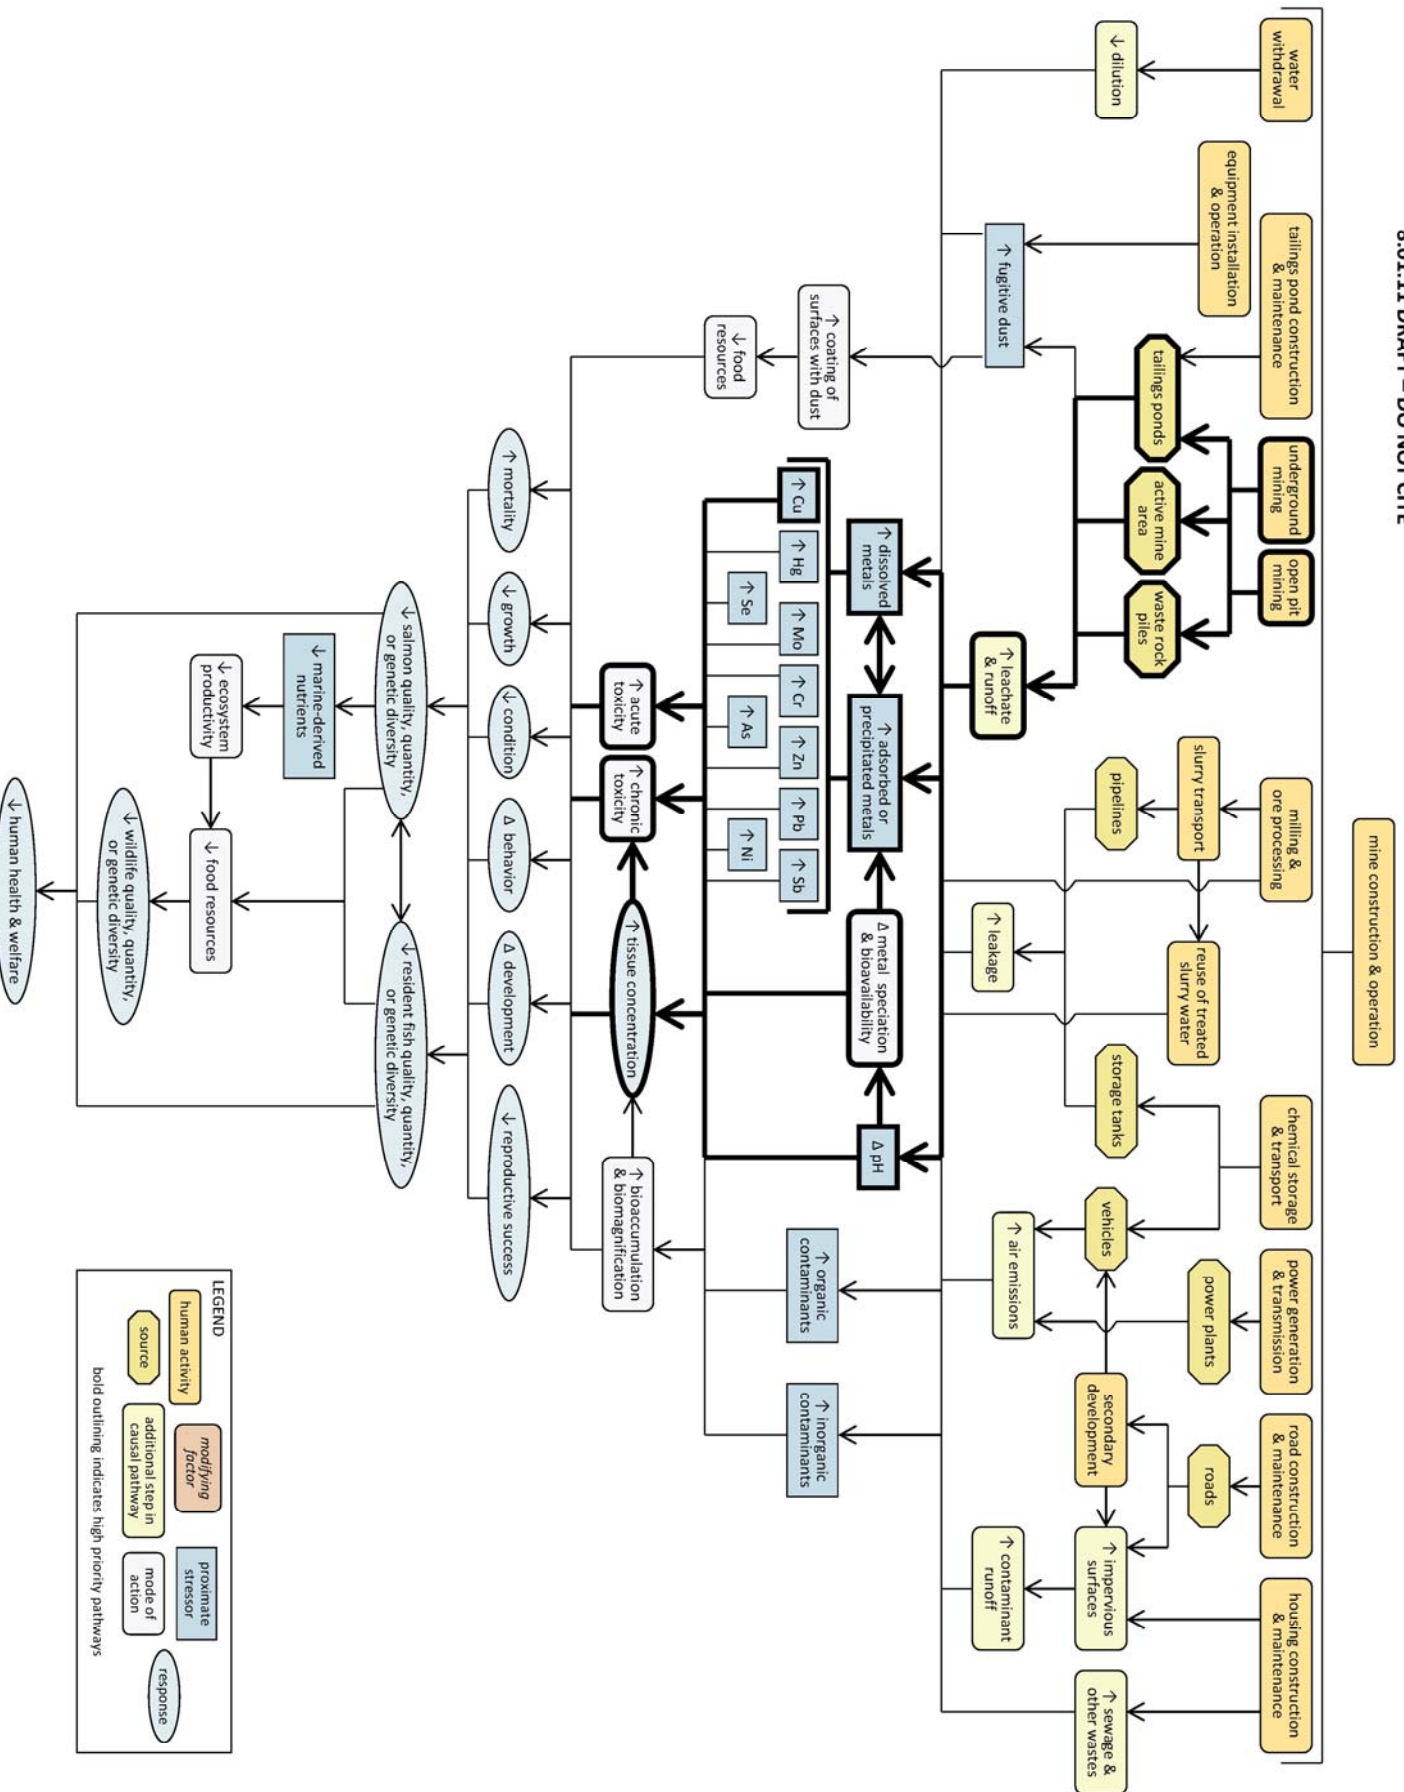 8.01.11 DRAFT – DO NOT CITE
mine construction & operation
water
withdrawal
tailings pond construction
& maintenance
underground
mining
open pit
mining
milling &
ore processing
chemical storage
& transport
power generation
& transmission
road construction
& maintenance
housing construction
& maintenance
equipment installation
& operation
slurry transport
reuse of treated
slurry water
power plants
roads
↓ dilution
tailings ponds
active mine
area
waste rock
piles
pipelines
storage tanks
vehicles
secondary
development
↑ impervious
surfaces
↑ sewage &
other wastes
↑ fugitive dust
↑ leachate
& runoff
↑ leakage
↑ air emissions
↑ contaminant
runoff
↑ dissolved
metals
↑ adsorbed or
precipitated metals
Δ metal speciation
& bioavailability
Δ pH
↑ coating of
surfaces with dust
↑ Cu
↑ Hg
↑ Mo
↑ Cr
↑ Zn
↑ Pb
↑ Sb
↑ organic
contaminants
↑ inorganic
contaminants
↓ food
resources
↑ Se
↑ As
↑ Ni
↑ acute
toxicity
↑ chronic
toxicity
↑ tissue concentration
↑ bioaccumulation
& biomagnification
↑ mortality
↓ growth
↓ condition
Δ behavior
Δ development
↓ reproductive success
↓ salmon quality, quantity,
or genetic diversity
↓ resident fish quality, quantity,
or genetic diversity
↓ marine-derived
nutrients
↓ ecosystem
productivity
↓ food resources
↓ wildlife quality, quantity,
or genetic diversity
↓ human health & welfare
LEGEND
human activity
modifying
factor
proximate
stressor
response
source
additional step in
causal pathway
mode of
action
bold outlining indicates high priority pathways